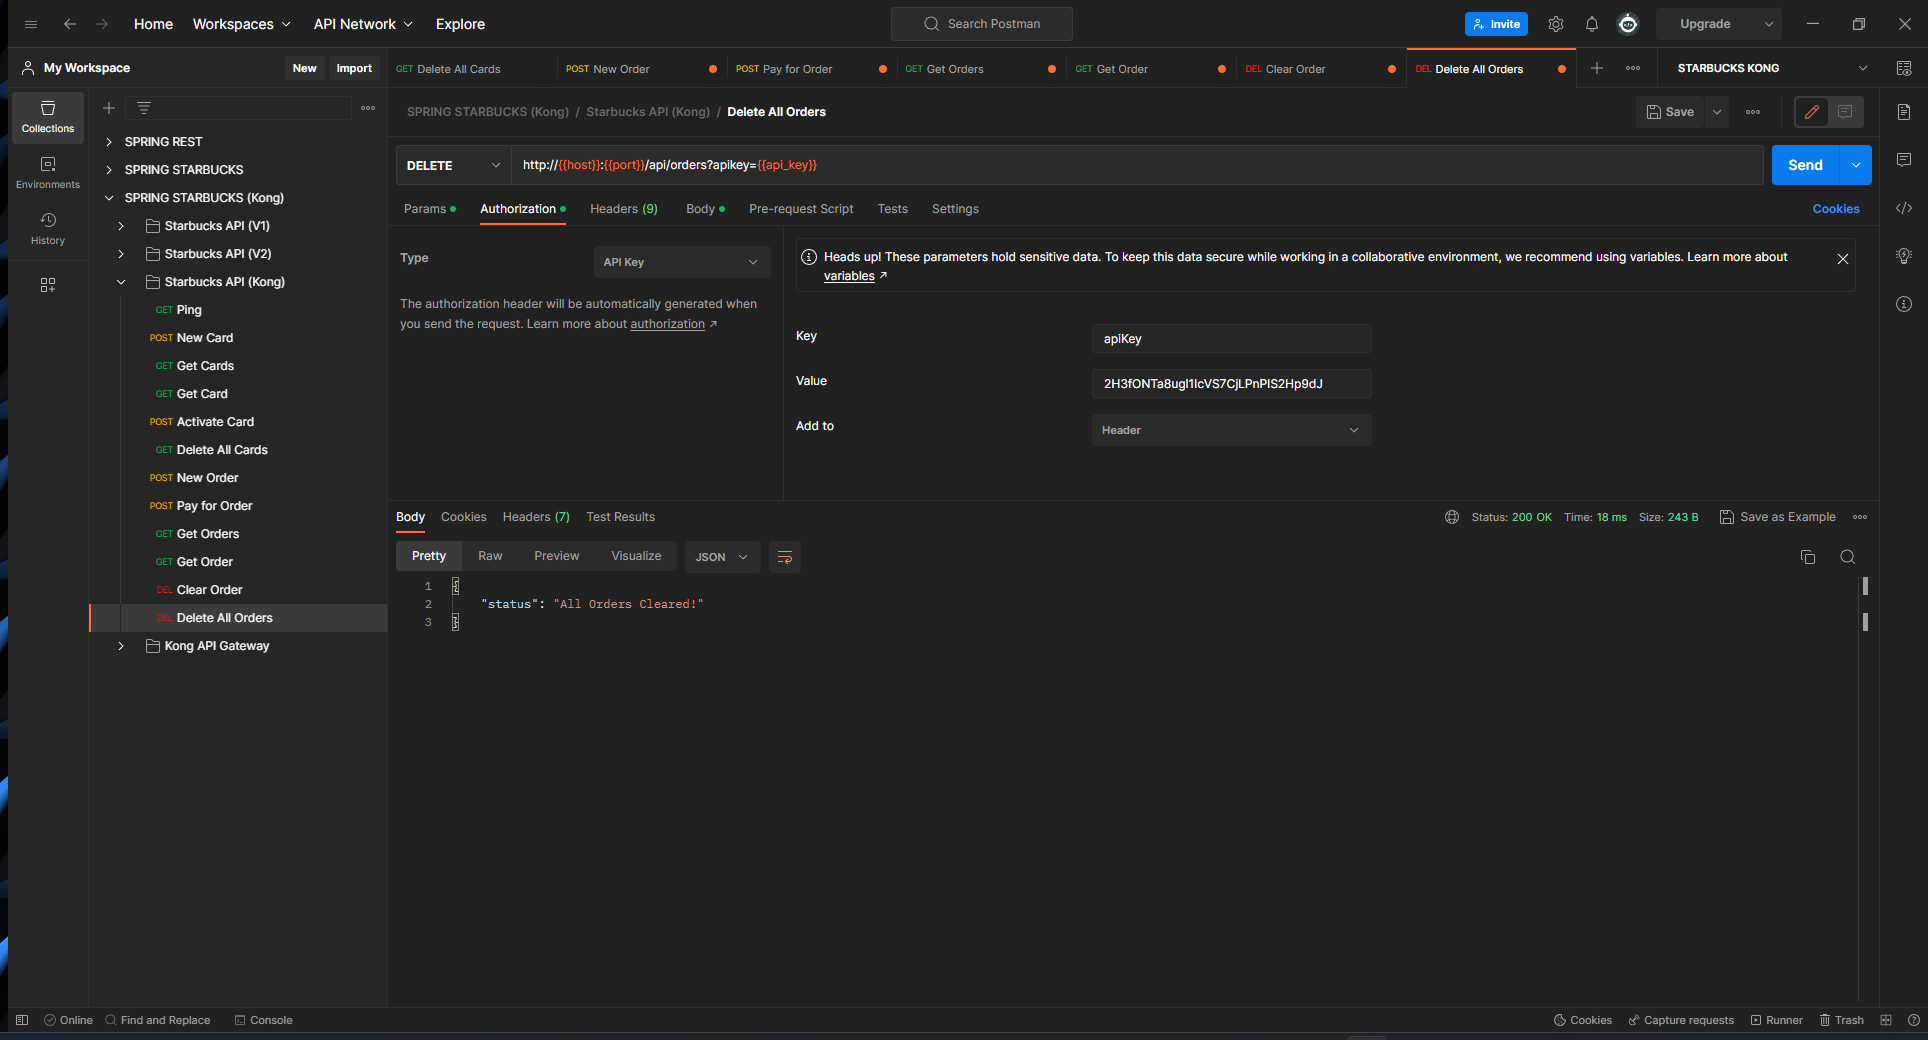 Home Workspaces API Network Explore Search Postman Invite Upgrade
My Workspace New Import
GET Delete All Cards POST New Order POST Pay for Order GET Get Orders GET Get Order DEL Clear Order DEL Delete All Orders STARBUCKS KONG
Collections
Environments
History
SPRING REST
SPRING STARBUCKS
SPRING STARBUCKS (Kong)
Starbucks API (V1)
Starbucks API (V2)
Starbucks API (Kong)
GET Ping
POST New Card
GET Get Cards
GET Get Card
POST Activate Card
GET Delete All Cards
POST New Order
POST Pay for Order
GET Get Orders
GET Get Order
DEL Clear Order
DEL Delete All Orders
Kong API Gateway
SPRING STARBUCKS (Kong) / Starbucks API (Kong) / Delete All Orders Save
DELETE http://{{host}}:{{port}}/api/orders?apikey={{api_key}} Send
Params Authorization Headers (9) Body Pre-request Script Tests Settings Cookies
Type API Key
The authorization header will be automatically generated when
you send the request. Learn more about authorization ↗
Heads up! These parameters hold sensitive data. To keep this data secure while working in a collaborative environment, we recommend using variables. Learn more about
variables ↗
Key apiKey
Value 2H3fONTa8ugI1IcVS7CjLPnPIS2Hp9dJ
Add to Header
Body Cookies Headers (7) Test Results Status: 200 OK Time: 18 ms Size: 243 B Save as Example
Pretty Raw Preview Visualize JSON
1 {
2 "status": "All Orders Cleared!"
3 }
Online Find and Replace Console Cookies Capture requests Runner Trash